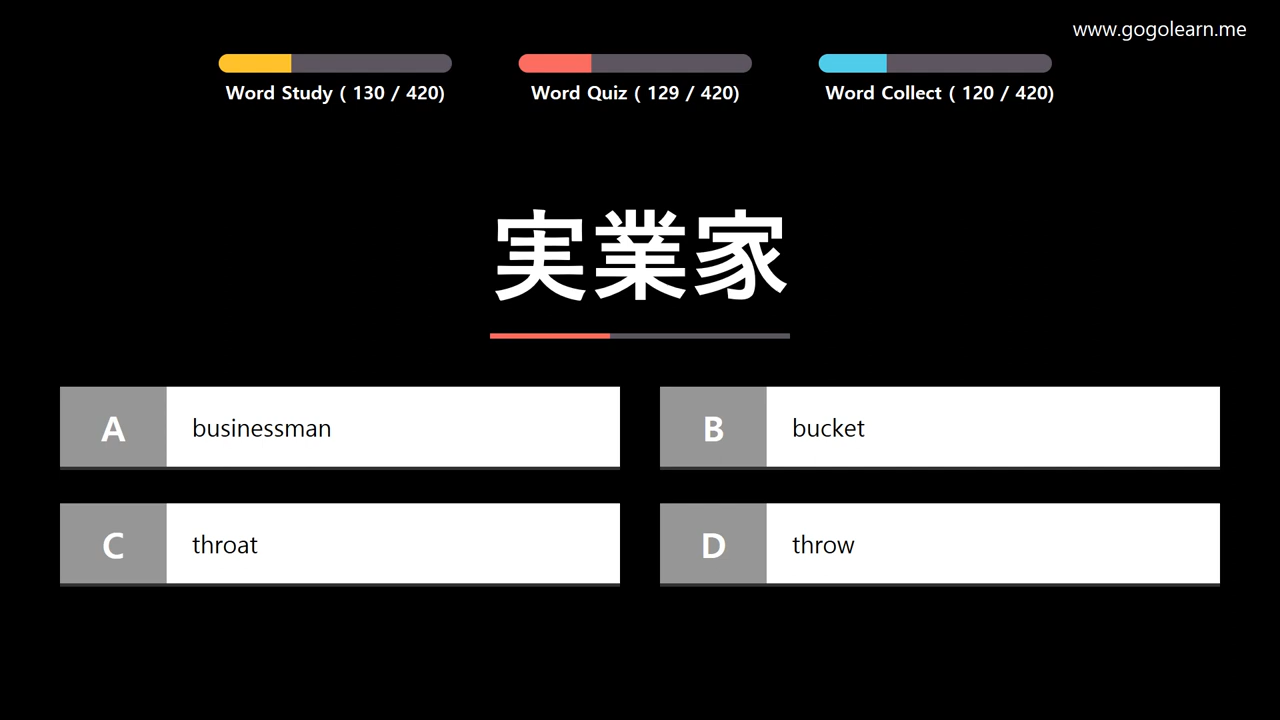 www.gogolearn.me
Word Study ( 130 / 420)
Word Quiz ( 129 / 420)
Word Collect ( 120 / 420)
実業家
A businessman
B bucket
C throat
D throw